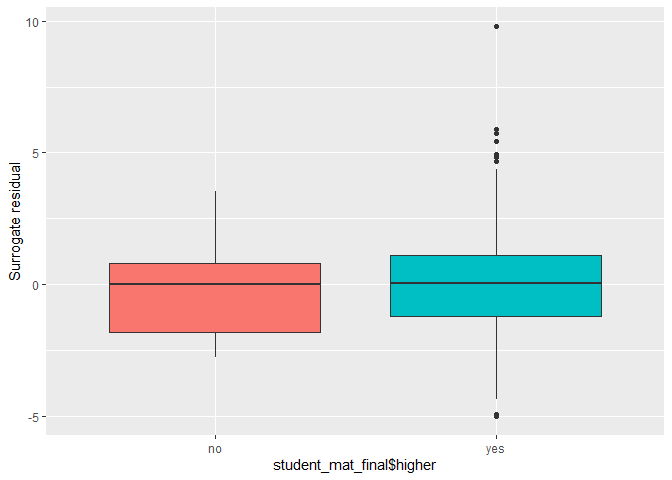 10
5
0
-5
Surrogate residual
no yes
student_mat_final$higher